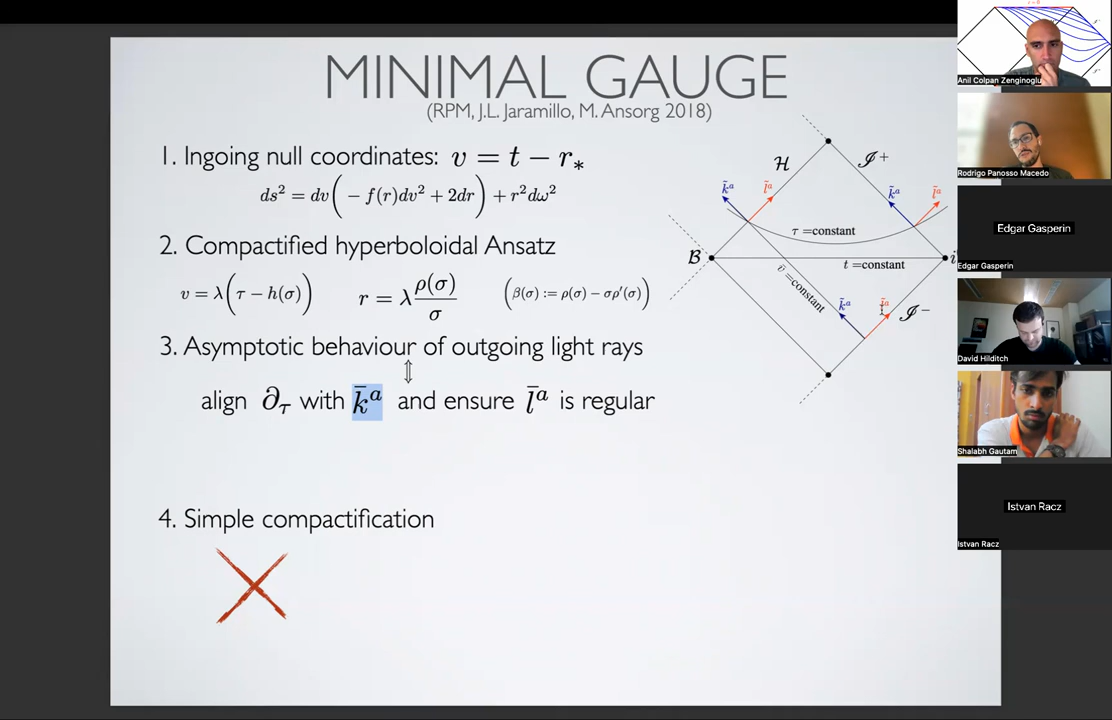 MINIMAL GAUGE
(RPM, J.L. Jaramillo, M. Ansorg 2018)
1. Ingoing null coordinates: v = t − r*
ds² = dv(−f(r)dv² + 2dr) + r²dω²
2. Compactified hyperboloidal Ansatz
v = λ(τ − h(σ)) r = λ ρ(σ)/σ (β(σ) := ρ(σ) − σρ′(σ))
3. Asymptotic behaviour of outgoing light rays
⇕
align ∂τ with k̄ᵃ and ensure l̄ᵃ is regular
4. Simple compactification
ℋ
ℐ⁺
k̄ᵃ
l̄ᵃ
k̄ᵃ
l̄ᵃ
τ =constant
ℬ
t =constant
i
v̄ =constant
k̄ᵃ
l̄ᵃ
ℐ⁻
Anil Colpan Zenginoglu
Rodrigo Panosso Macedo
Edgar Gasperin
Edgar Gasperin
David Hilditch
Shalabh Gautam
Istvan Racz
Istvan Racz